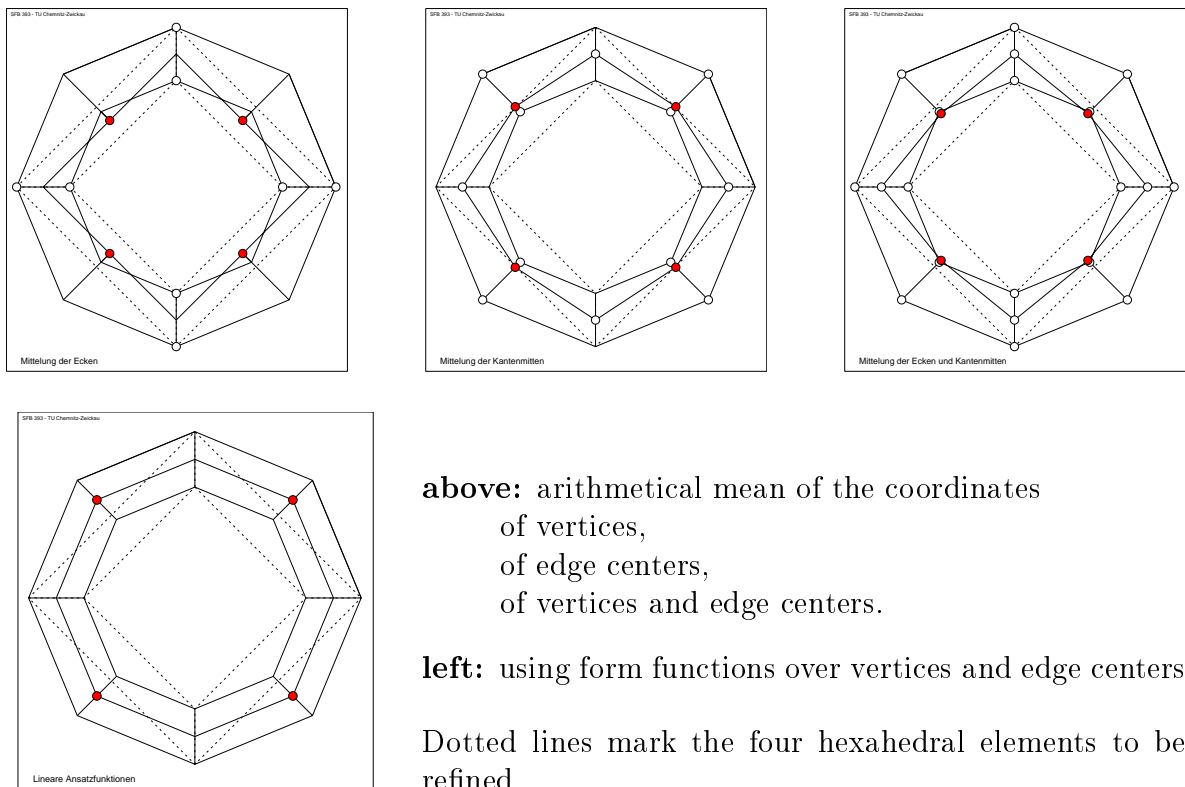 SFB 393 - TU Chemnitz-Zwickau
SFB 393 - TU Chemnitz-Zwickau
SFB 393 - TU Chemnitz-Zwickau
Mittelung der Ecken
Mittelung der Kantenmitten
Mittelung der Ecken und Kantenmitten
SFB 393 - TU Chemnitz-Zwickau
Lineare Ansatzfunktionen
above: arithmetical mean of the coordinates
of vertices,
of edge centers,
of vertices and edge centers.
left: using form functions over vertices and edge centers
Dotted lines mark the four hexahedral elements to be
refined